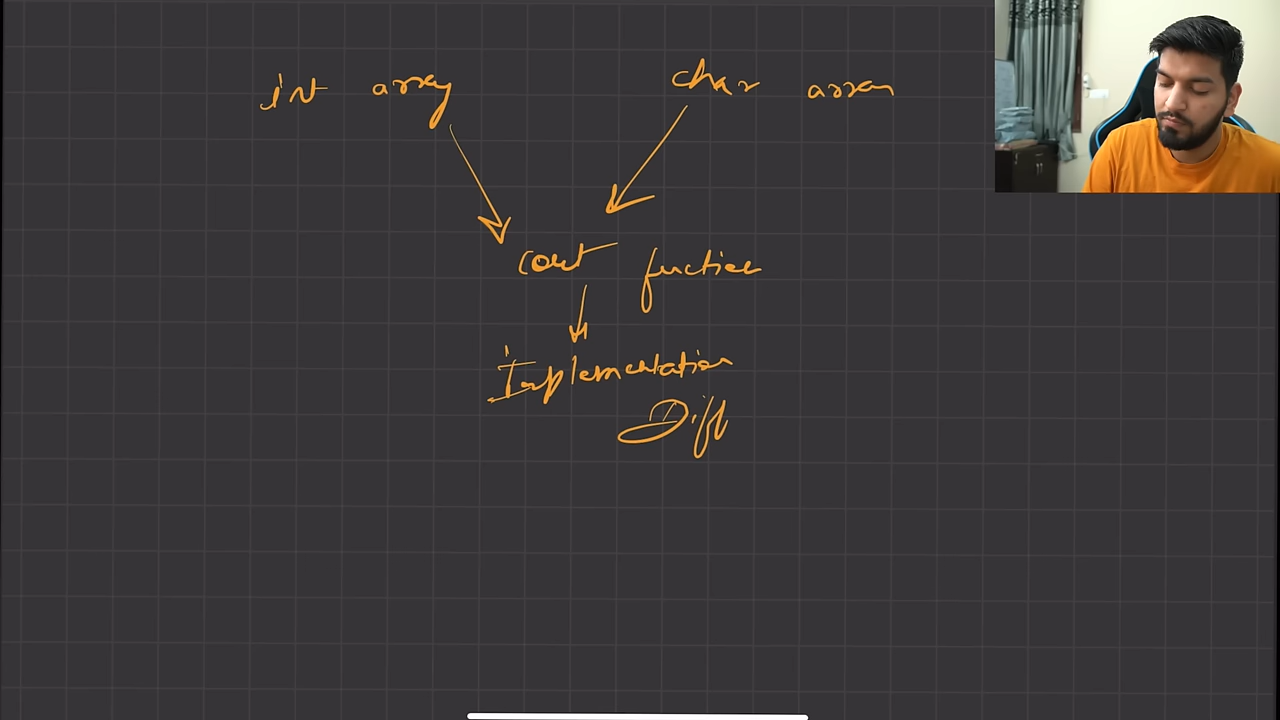 int array char array
cout function
Implementation
Diff